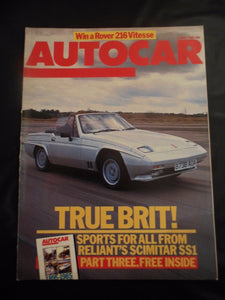 Win a Rover 216 Vitesse
AUTOCAR
TRUE BRIT!
SPORTS FOR ALL FROM
RELIANT'S SCIMITAR SS1
PART THREE. FREE INSIDE
AUTOCAR